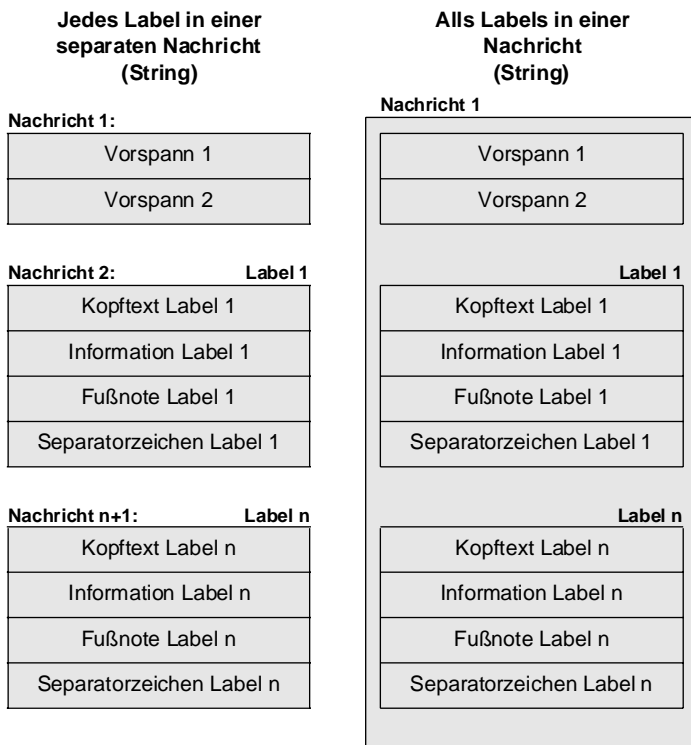 Jedes Label in einer
separaten Nachricht
(String)
Nachricht 1:
Vorspann 1
Vorspann 2
Nachricht 2: Label 1
Kopftext Label 1
Information Label 1
Fußnote Label 1
Separatorzeichen Label 1
Nachricht n+1: Label n
Kopftext Label n
Information Label n
Fußnote Label n
Separatorzeichen Label n
Alls Labels in einer
Nachricht
(String)
Nachricht 1
Vorspann 1
Vorspann 2
Label 1
Kopftext Label 1
Information Label 1
Fußnote Label 1
Separatorzeichen Label 1
Label n
Kopftext Label n
Information Label n
Fußnote Label n
Separatorzeichen Label n